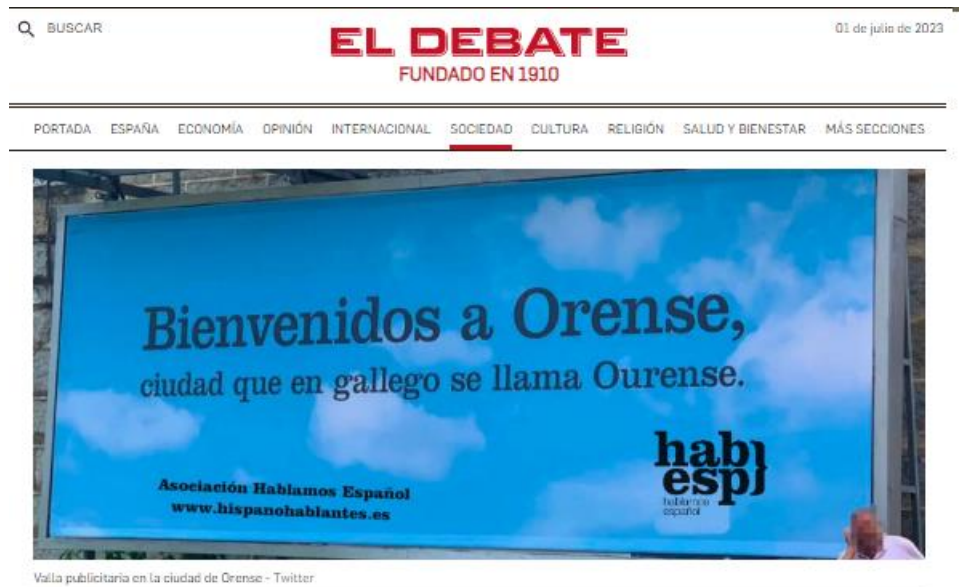 BUSCAR
EL DEBATE
FUNDADO EN 1910
01 de julio de 2023
PORTADA ESPAÑA ECONOMÍA OPINIÓN INTERNACIONAL SOCIEDAD CULTURA RELIGIÓN SALUD Y BIENESTAR MÁS SECCIONES
Bienvenidos a Orense,
ciudad que en gallego se llama Ourense.
Asociación Hablamos Español
www.hispanohablantes.es
hab
esp
hablamos
español
Valla publicitaria en la ciudad de Orense - Twitter